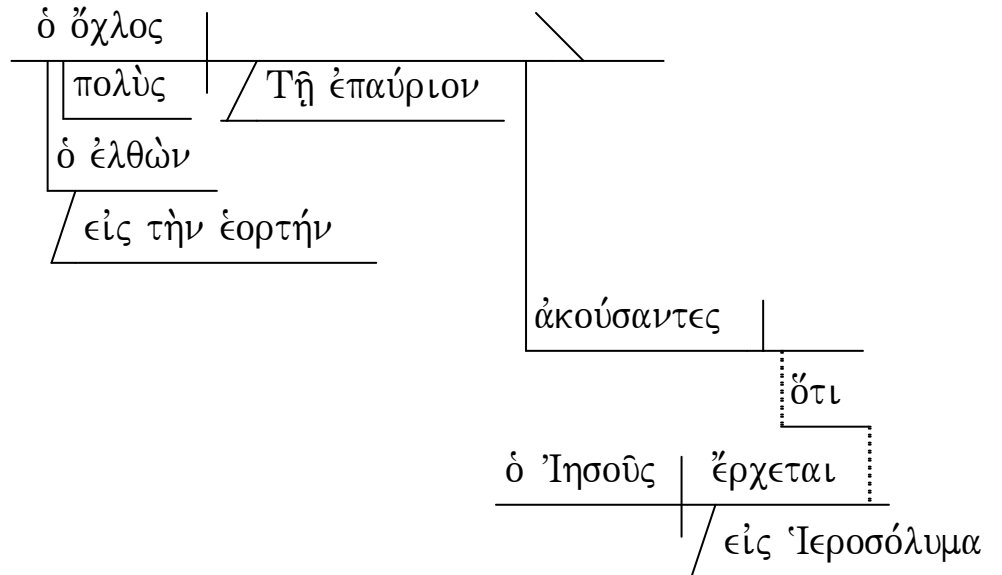 ὁ ὄχλος
πολὺς
Τῇ ἐπαύριον
ὁ ἐλθὼν
εἰς τὴν ἑορτήν
ἀκούσαντες
ὅτι
ὁ Ἰησοῦς ἔρχεται
εἰς Ἱεροσόλυμα